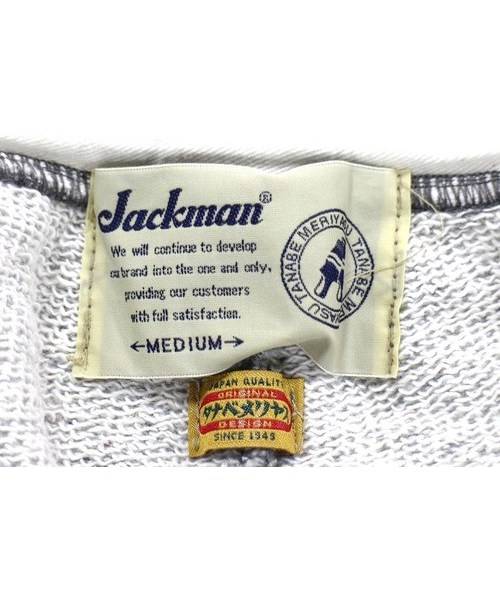 Jackman®
We will continue to develop
our brand into the one and only,
providing our customers
with full satisfaction.
←MEDIUM→
TANABE MERIYASU TANABE MERIYASU
JAPAN QUALITY
ORIGINAL
タナベメリヤス
DESIGN
SINCE 1949